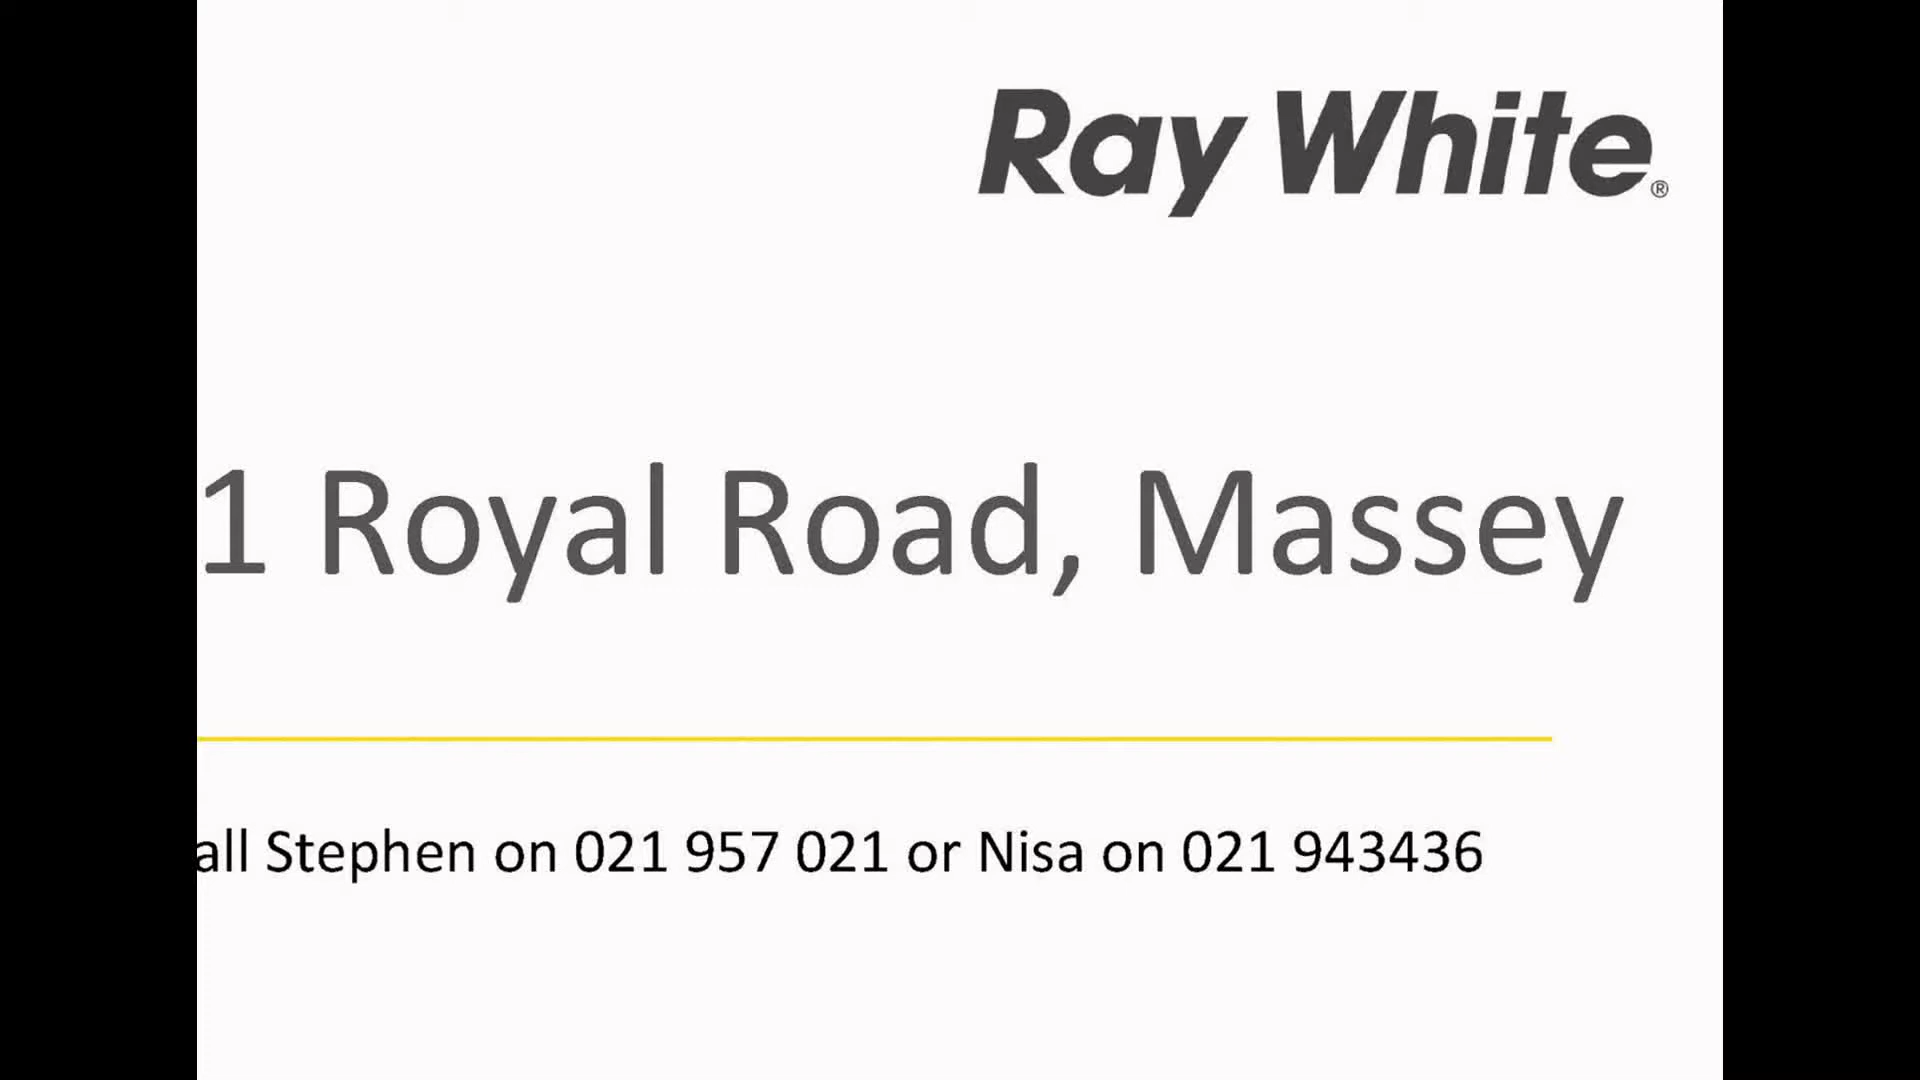 Ray White®
1 Royal Road, Massey
all Stephen on 021 957 021 or Nisa on 021 943436